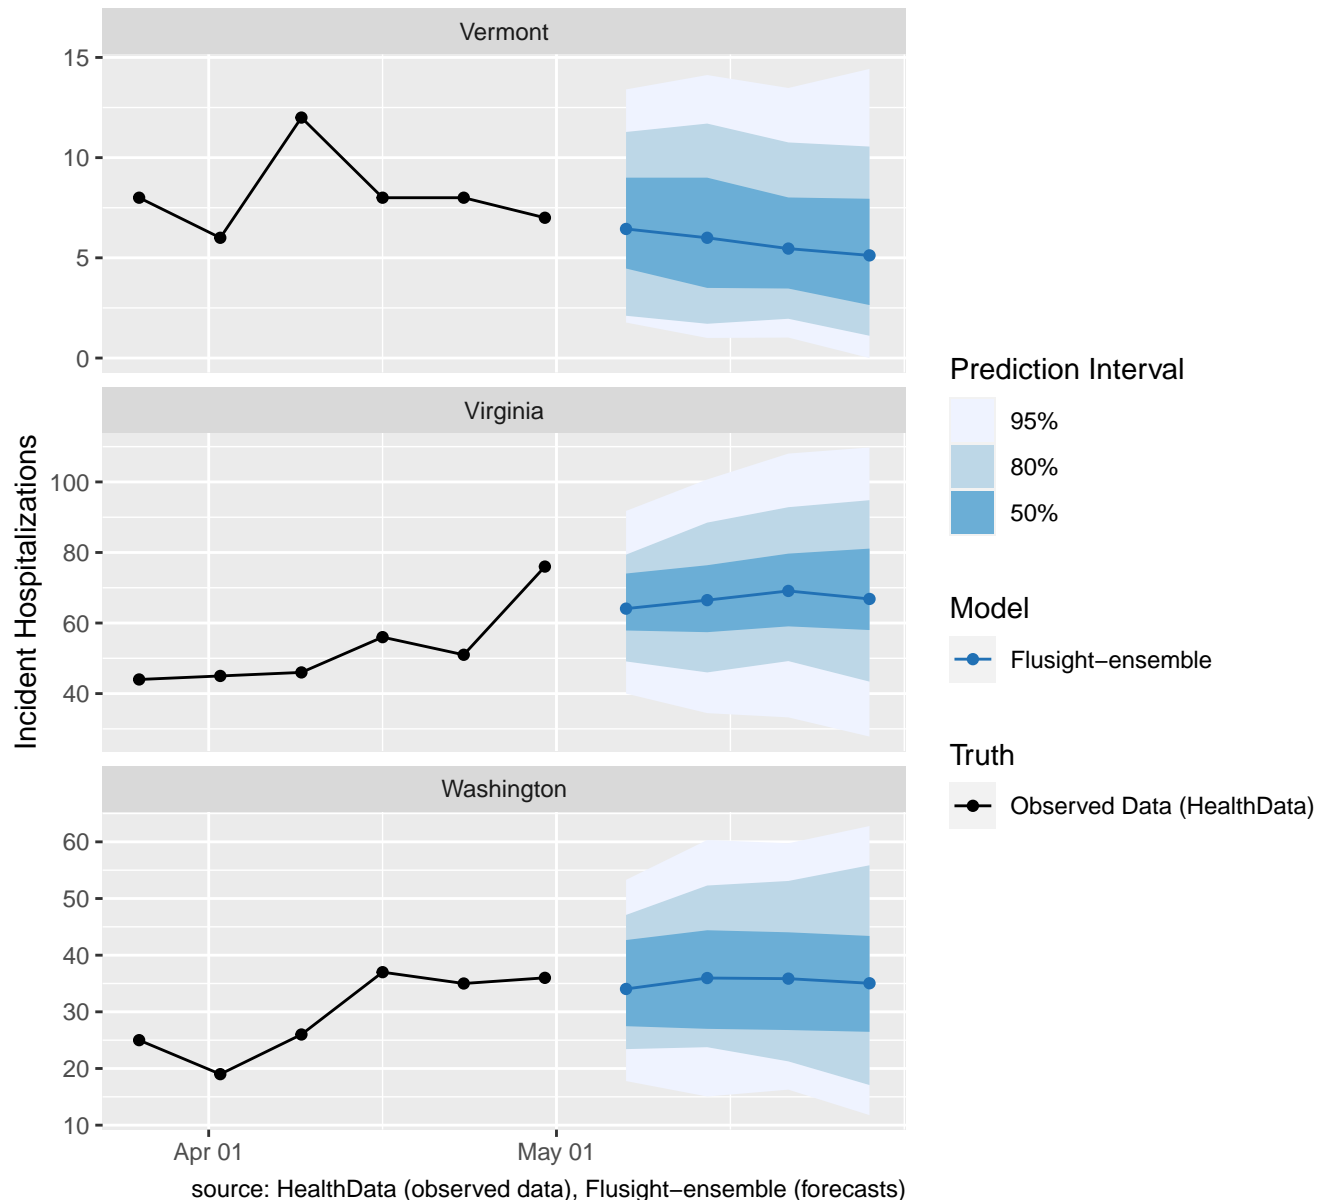 Vermont
15
10
5
0
Virginia
100
80
60
40
Washington
60
50
40
30
20
10
Apr 01
May 01
Incident Hospitalizations
source: HealthData (observed data), Flusight−ensemble (forecasts)
Prediction Interval
95%
80%
50%
Model
Flusight−ensemble
Truth
Observed Data (HealthData)